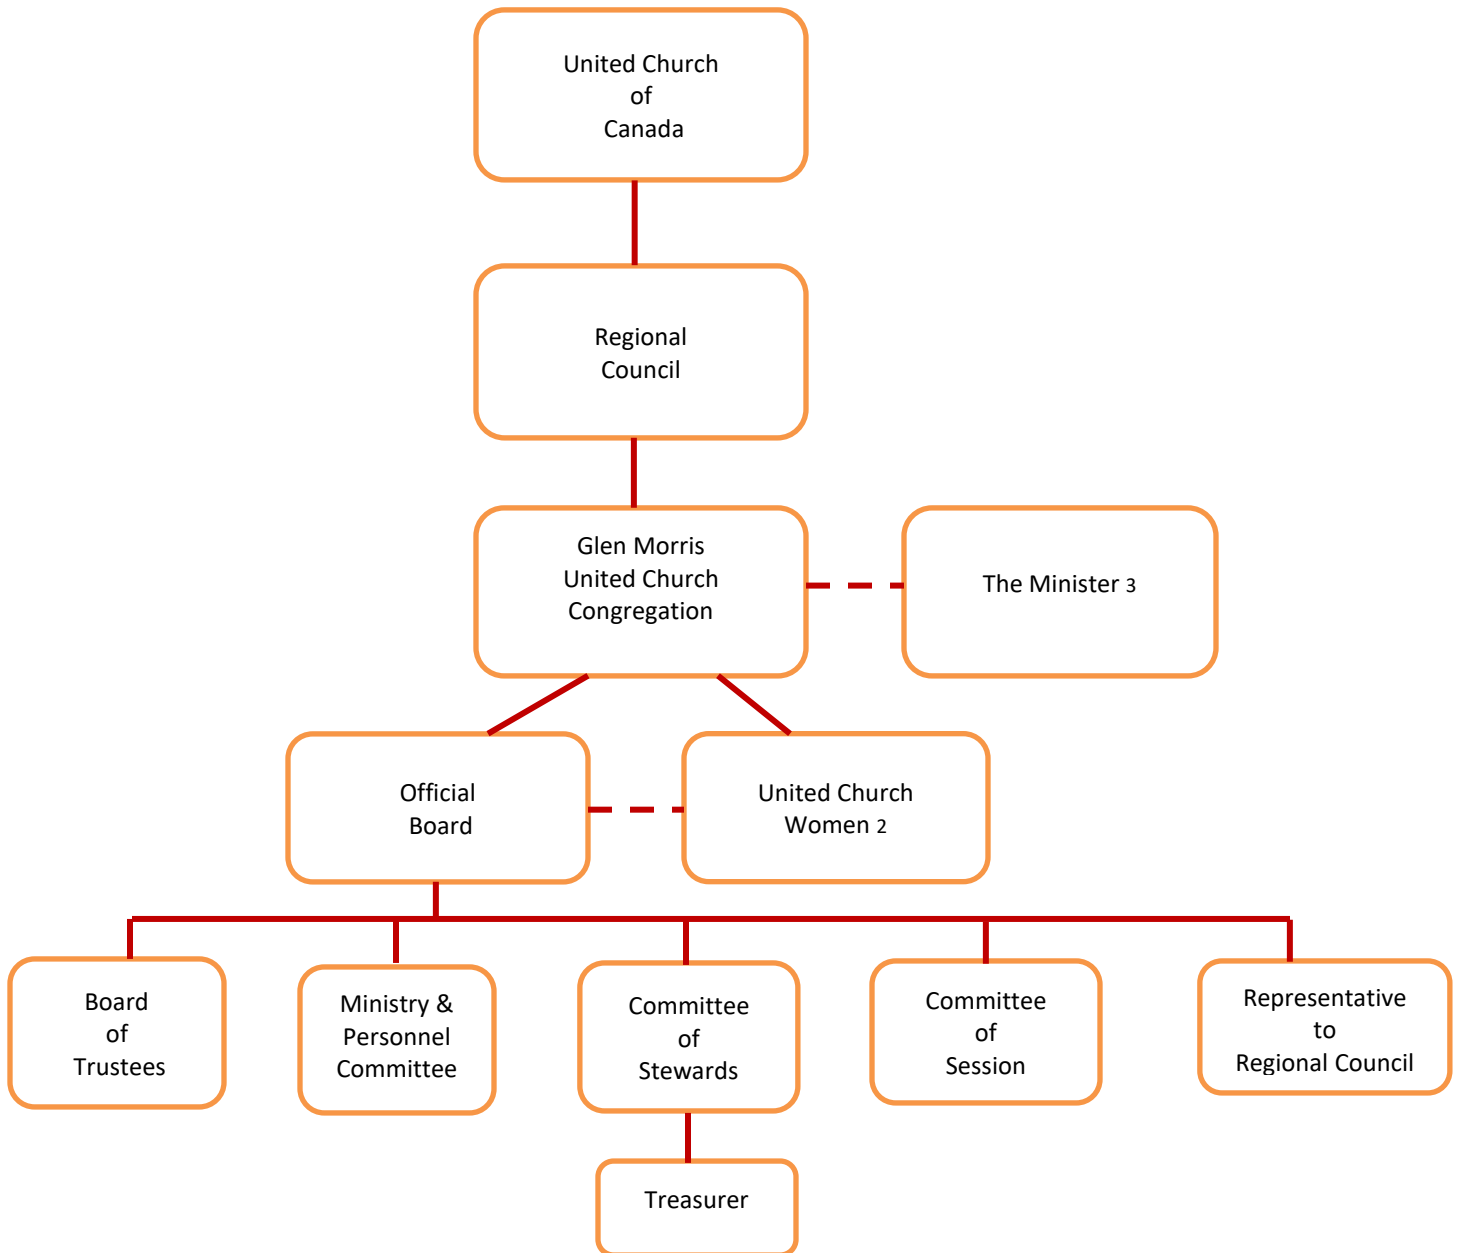 United Church
of
Canada
Regional
Council
Glen Morris
United Church
Congregation
The Minister 3
Official
Board
United Church
Women 2
Board
of
Trustees
Ministry &
Personnel
Committee
Committee
of
Stewards
Committee
of
Session
Representative
to
Regional Council
Treasurer